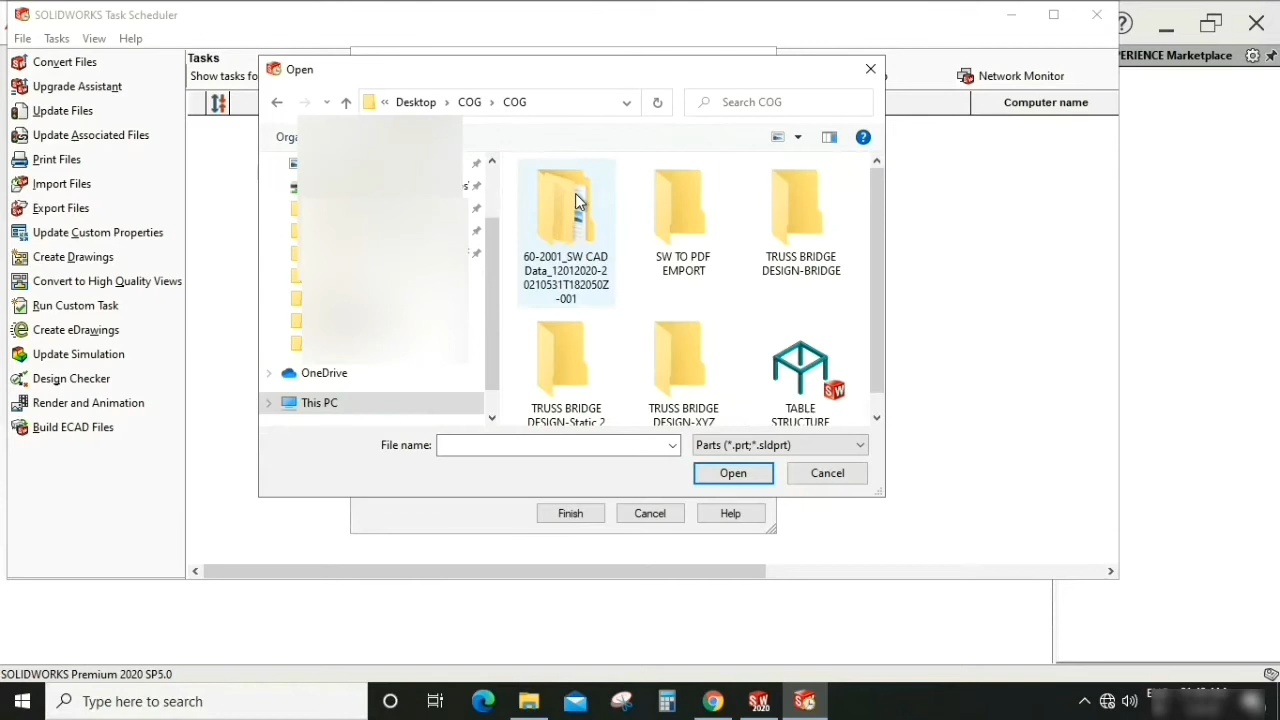 SOLIDWORKS Task Scheduler
File Tasks View Help
ERIENCE Marketplace
Convert Files
Upgrade Assistant
Update Files
Update Associated Files
Print Files
Import Files
Export Files
Update Custom Properties
Create Drawings
Convert to High Quality Views
Run Custom Task
Create eDrawings
Update Simulation
Design Checker
Render and Animation
Build ECAD Files
Tasks
Show tasks fo
Network Monitor
Computer name
Open
« Desktop › COG › COG
Search COG
Orga
OneDrive
This PC
60-2001_SW CAD
Data_12012020-2
0210531T182050Z
-001
SW TO PDF
EMPORT
TRUSS BRIDGE
DESIGN-BRIDGE
TRUSS BRIDGE
DESIGN-Static 2
TRUSS BRIDGE
DESIGN-XYZ
TABLE
STRUCTURE
File name:
Parts (*.prt;*.sldprt)
Open
Cancel
Finish
Cancel
Help
SOLIDWORKS Premium 2020 SP5.0
Type here to search